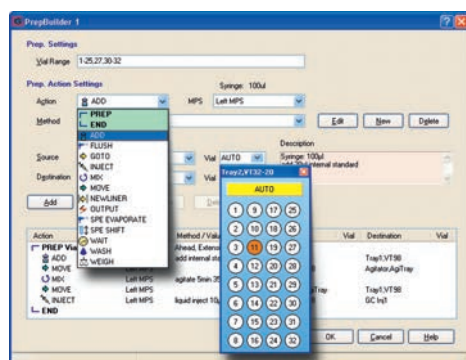 PrepBuilder 1
Prep. Settings
Vial Range 1-25,27,30-32
Prep. Action Settings
Syringe: 100ul
Action ADD MPS Left MPS
Method Edit New Delete
PREP
END
ADD
FLUSH
GOTO
INJECT
MIX
MOVE
NEWLINER
OUTPUT
SPE EVAPORATE
SPE SHIFT
WAIT
WASH
WEIGH
Description
Source Vial AUTO Syringe: 100µl
internal standard
Destination Vial
Add
Tray2,VT32-20
AUTO
1 9 17 25
2 10 18 26
3 11 19 27
4 12 20 28
5 13 21 29
6 14 22 30
7 15 23 31
8 16 24 32
Action Method / Valu Vial Destination Vial
PREP Ahead,
ADD add internal Tray1,VT98
MOVE Left MPS Agitator,AgiTray
MIX Left MPS agitate 5min
MOVE Left MPS Tray1,VT98
INJECT Left MPS liquid inject GC Inj1
END
OK Cancel Help